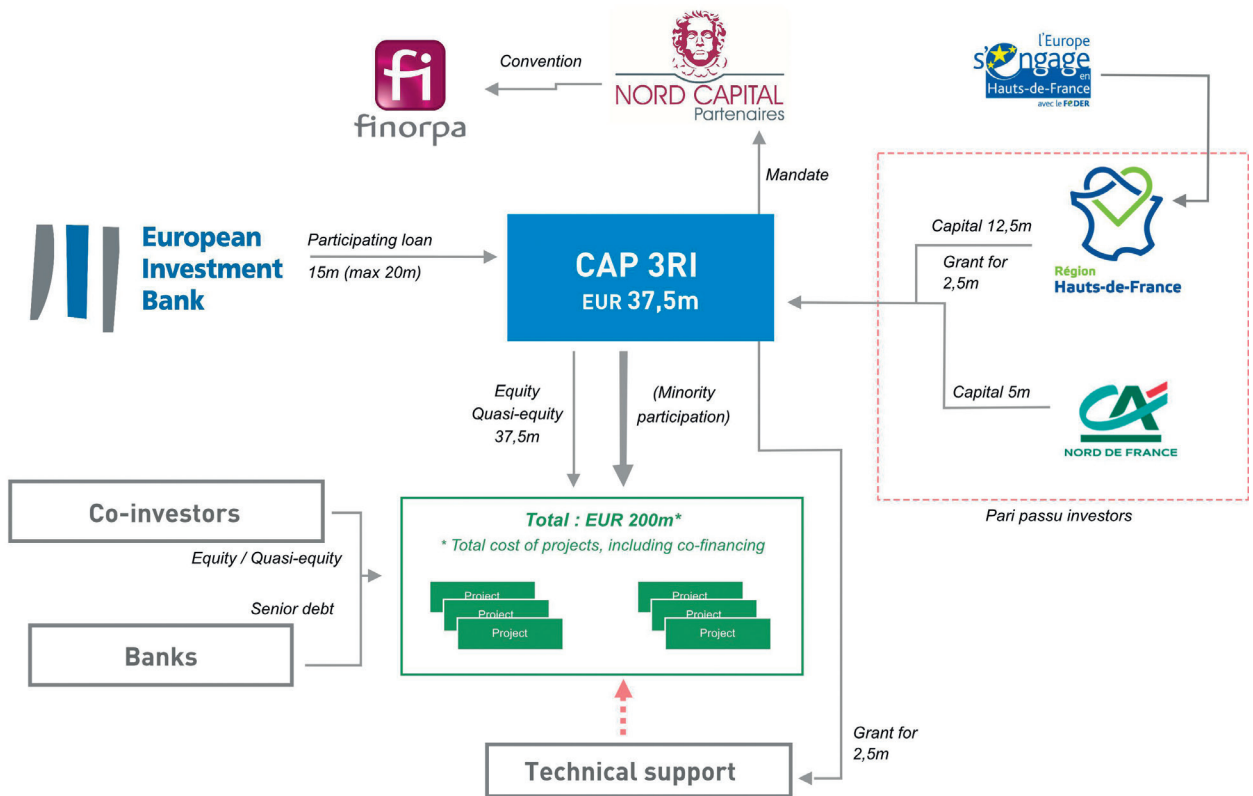 fi
finorpa
Convention
NORD CAPITAL
Partenaires
l'Europe
s'engage
en
Hauts-de-France
avec le FEDER
Mandate
European
Investment
Bank
Participating loan
15m (max 20m)
CAP 3RI
EUR 37,5m
Capital 12,5m
Grant for
2,5m
Région
Hauts-de-France
Capital 5m
CA
NORD DE FRANCE
Pari passu investors
Equity
Quasi-equity
37,5m
(Minority
participation)
Co-investors
Equity / Quasi-equity
Senior debt
Banks
Total : EUR 200m*
* Total cost of projects, including co-financing
Project
Project
Project
Project
Project
Project
Technical support
Grant for
2,5m